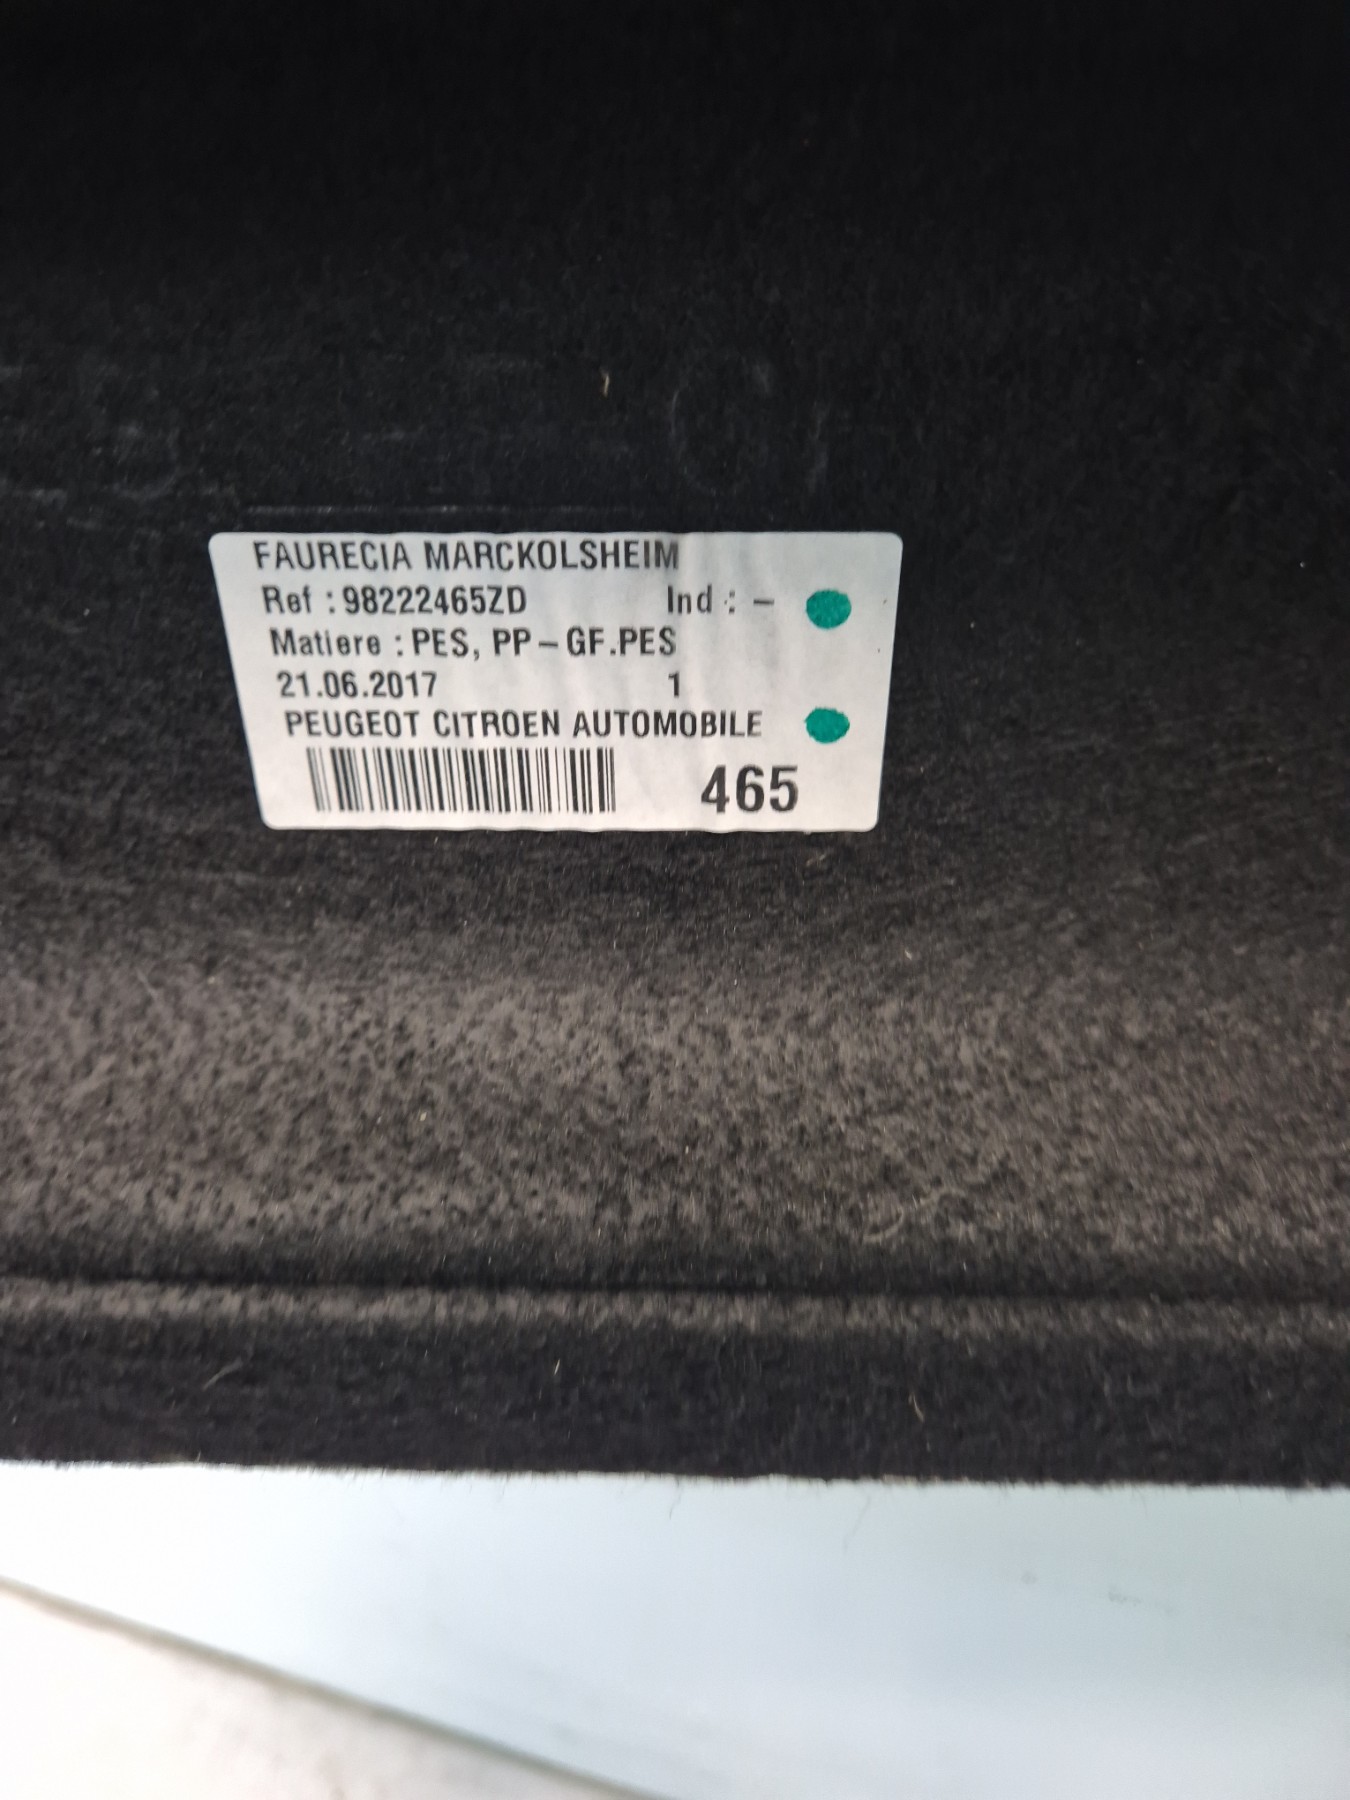 FAURECIA MARCKOLSHEIM
Ref : 98222465ZD Ind : -
Matiere : PES, PP-GF.PES
21.06.2017 1
PEUGEOT CITROEN AUTOMOBILE
465